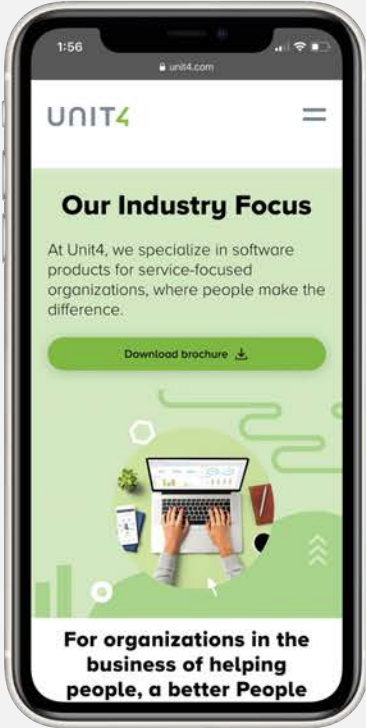 1:56
unit4.com
UNIT4
Our Industry Focus
At Unit4, we specialize in software
products for service-focused
organizations, where people make the
difference.
Download brochure
For organizations in the
business of helping
people, a better People